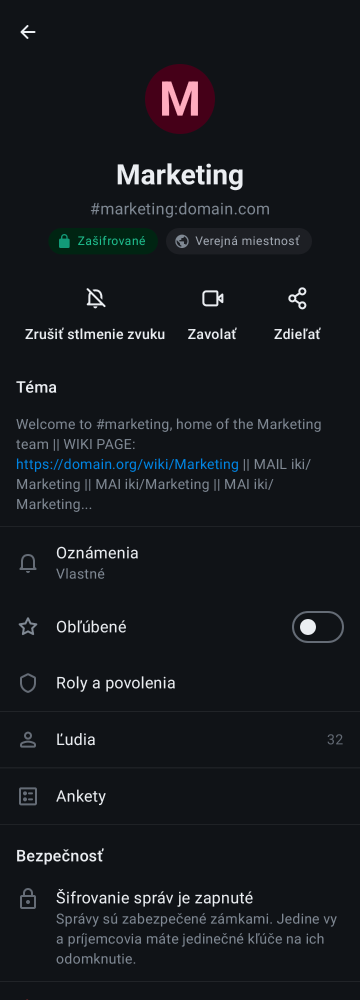 M
Marketing
#marketing:domain.com
Zašifrované
Verejná miestnosť
Zrušiť stlmenie zvuku
Zavolať
Zdieľať
Téma
Welcome to #marketing, home of the Marketing
team || WIKI PAGE:
https://domain.org/wiki/Marketing || MAIL iki/
Marketing || MAI iki/Marketing || MAI iki/
Marketing...
Oznámenia
Vlastné
Obľúbené
Roly a povolenia
Ľudia 32
Ankety
Bezpečnosť
Šifrovanie správ je zapnuté
Správy sú zabezpečené zámkami. Jedine vy
a príjemcovia máte jedinečné kľúče na ich
odomknutie.